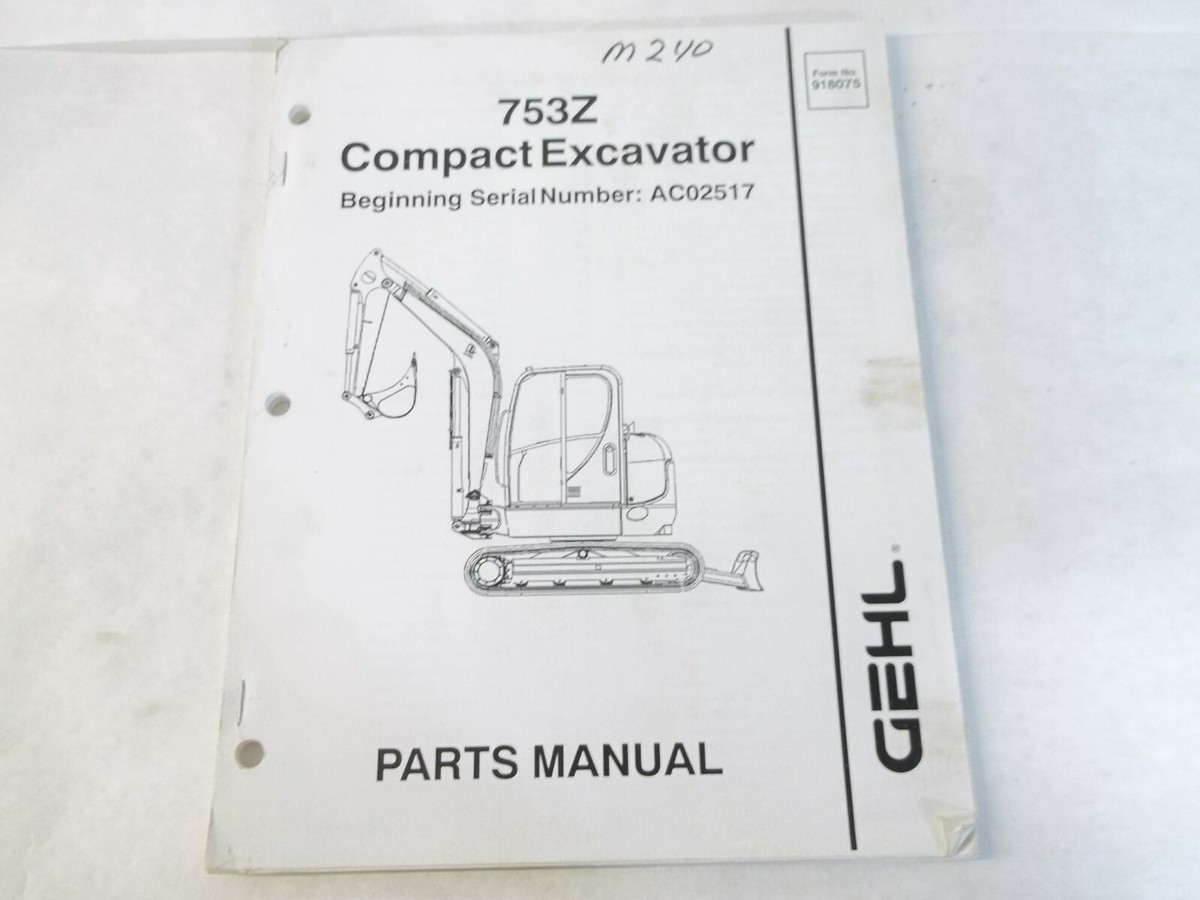 M240
Form No.
918075
753Z
Compact Excavator
Beginning Serial Number: AC02517
GEHL®
PARTS MANUAL